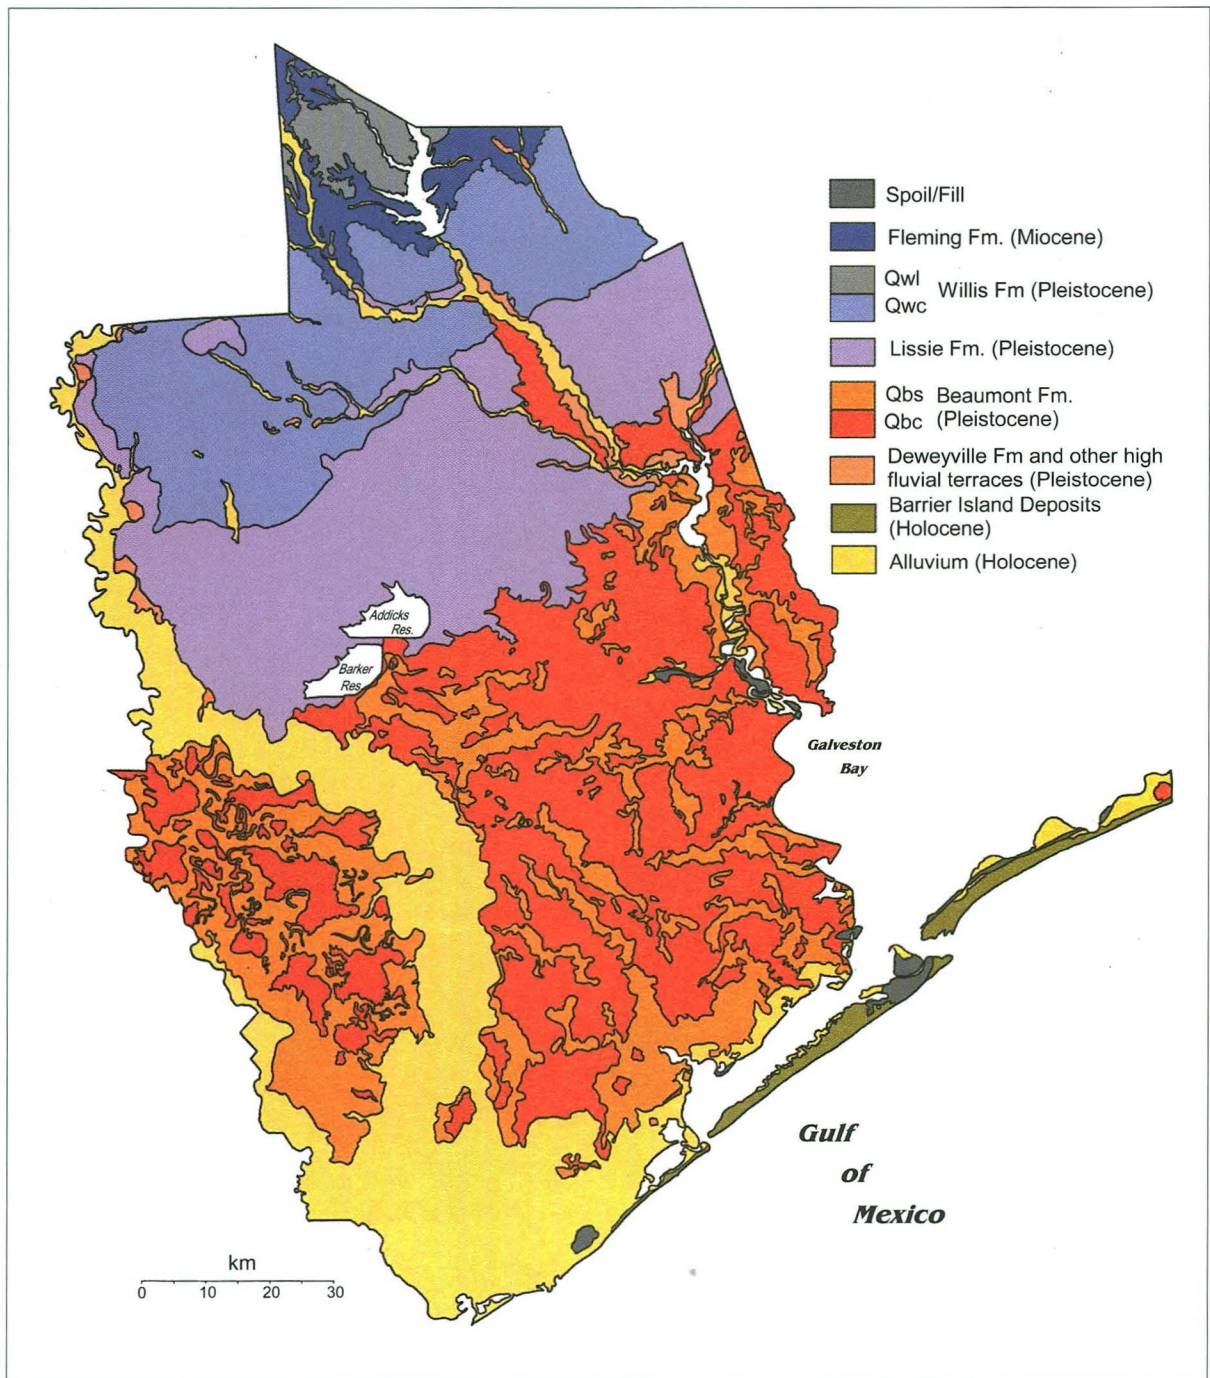 Spoil/Fill
Fleming Fm. (Miocene)
Qwl
Willis Fm (Pleistocene)
Qwc
Lissie Fm. (Pleistocene)
Qbs Beaumont Fm.
Qbc (Pleistocene)
Deweyville Fm and other high
fluvial terraces (Pleistocene)
Barrier Island Deposits
(Holocene)
Alluvium (Holocene)
Addicks
Res.
Barker
Res.
Galveston
Bay
Gulf
of
Mexico
km
0 10 20 30